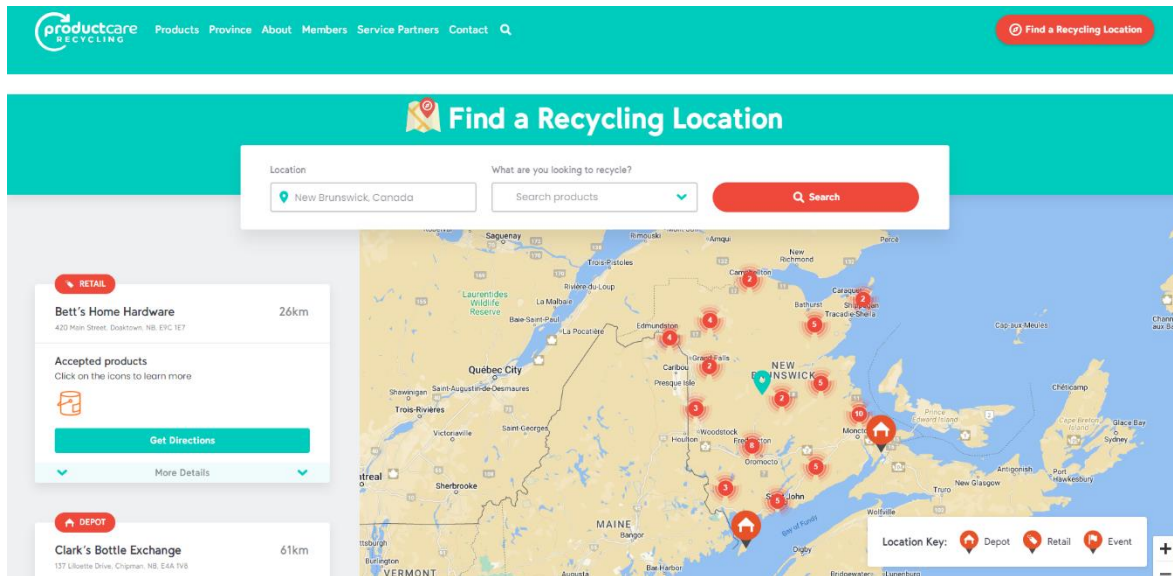 productcare
RECYCLING
Products Province About Members Service Partners Contact
Find a Recycling Location
Find a Recycling Location
Location
What are you looking to recycle?
New Brunswick, Canada
Search products
Search
RETAIL
Bett's Home Hardware
26km
420 Main Street, Doaktown, NB, E9C 1E7
Accepted products
Click on the icons to learn more
Get Directions
More Details
DEPOT
Clark's Bottle Exchange
61km
137 Lillooette Drive, Chipman, NB, E4A 1V8
Saguenay
Rimouski
Amqui
Percé
New
Richmond
Trois-Pistoles
Campbellton
2
Rivière-du-Loup
Laurentides
Wildlife
Reserve
La Malbaie
Caraquet
2
Bathurst
Shippagan
Tracadie-Sheila
Baie-Saint-Paul
La Pocatière
Edmundston
4
5
Cap-aux-Meules
4
Grand Falls
Québec City
Caribou
2
NEW
BRUNSWICK
Presque Isle
5
Shawinigan
Saint-Augustin-de-Desmaures
2
Chéticamp
Trois-Rivières
3
10
Prince
Edward Island
Cape Breton
Island
Glace Bay
Victoriaville
Saint-Georges
Woodstock
Moncton
Sydney
Houlton
Fredericton
6
Oromocto
5
Antigonish
Port
Hawkesbury
Sherbrooke
3
New Glasgow
Truro
5
Saint John
MAINE
Wolfville
Bangor
Bay of Fundy
Digby
Location Key:
Depot
Retail
Event
Burlington
VERMONT
Augusta
Bar Harbor
Bridgewater
Lunenburg
+